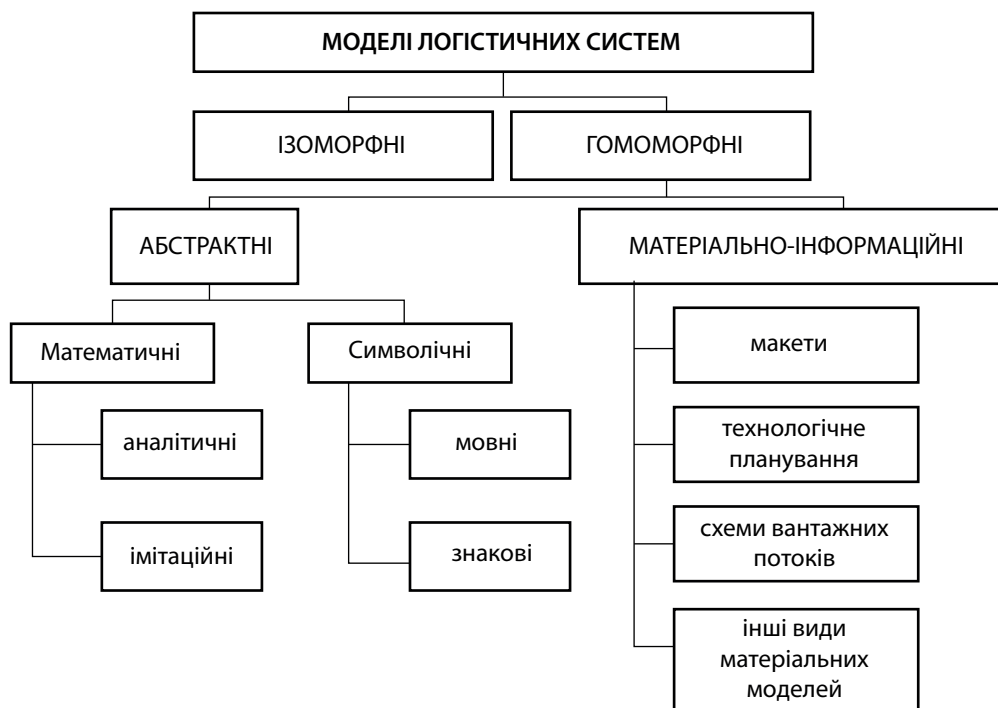 МОДЕЛІ ЛОГІСТИЧНИХ СИСТЕМ
ІЗОМОРФНІ
ГОМОМОРФНІ
АБСТРАКТНІ
МАТЕРІАЛЬНО-ІНФОРМАЦІЙНІ
Математичні
Символічні
аналітичні
імітаційні
мовні
знакові
макети
технологічне
планування
схеми вантажних
потоків
інші види
матеріальних
моделей